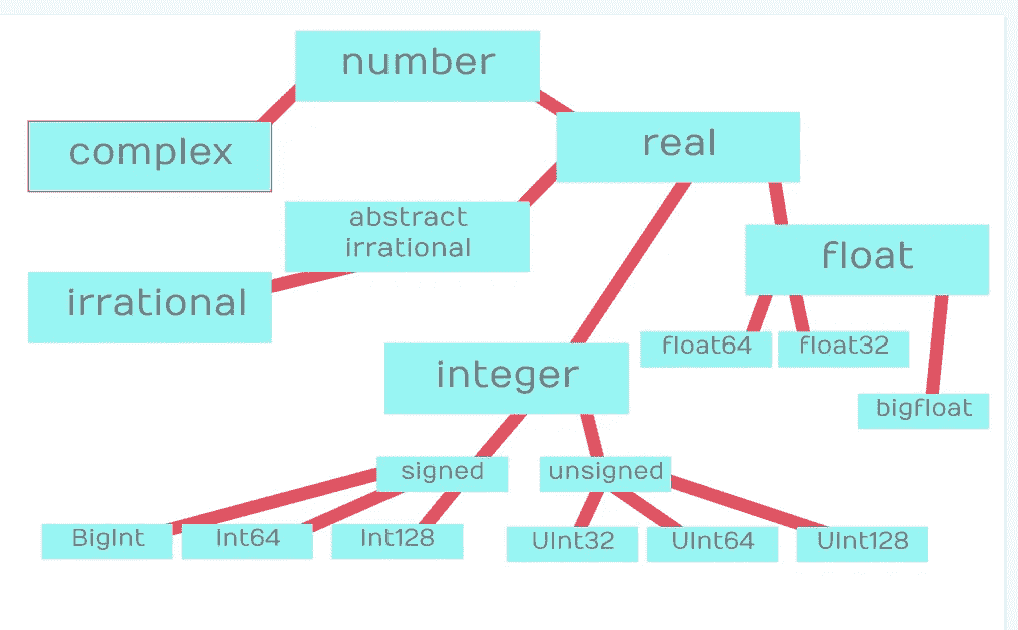 number
complex
real
abstract
irrational
float
irrational
float64
float32
integer
bigfloat
signed
unsigned
BigInt
Int64
Int128
UInt32
UInt64
UInt128